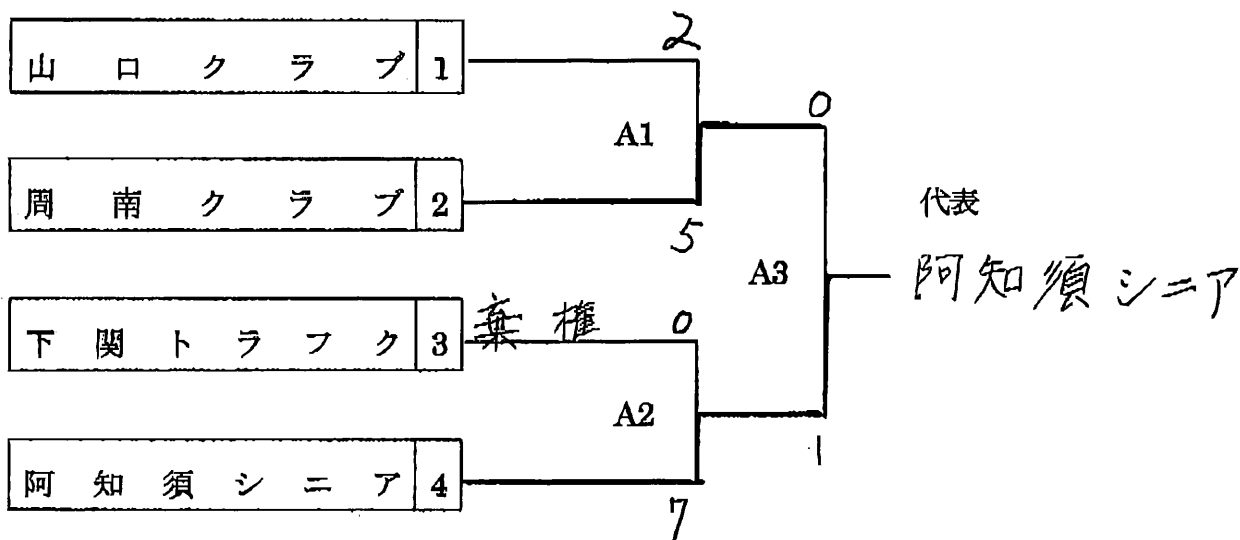 山口クラブ 1
2
0
A1
周南クラブ 2
5
代表
A3
阿知須シニア
下関トラフク 3 棄権 0
A2
1
阿知須シニア 4
7